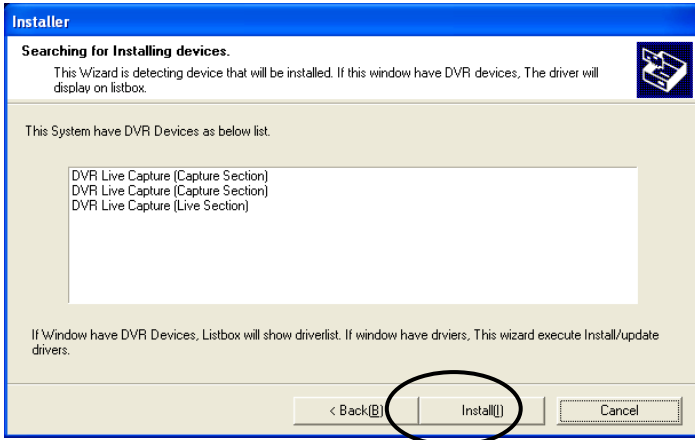 Installer
Searching for Installing devices.
This Wizard is detecting device that will be installed. If this window have DVR devices, The driver will
display on listbox.
This System have DVR Devices as below list.
DVR Live Capture (Capture Section)
DVR Live Capture (Capture Section)
DVR Live Capture (Live Section)
If Window have DVR Devices, Listbox will show driverlist. If window have drviers, This wizard execute Install/update
drivers.
< Back(B) Install(I) Cancel